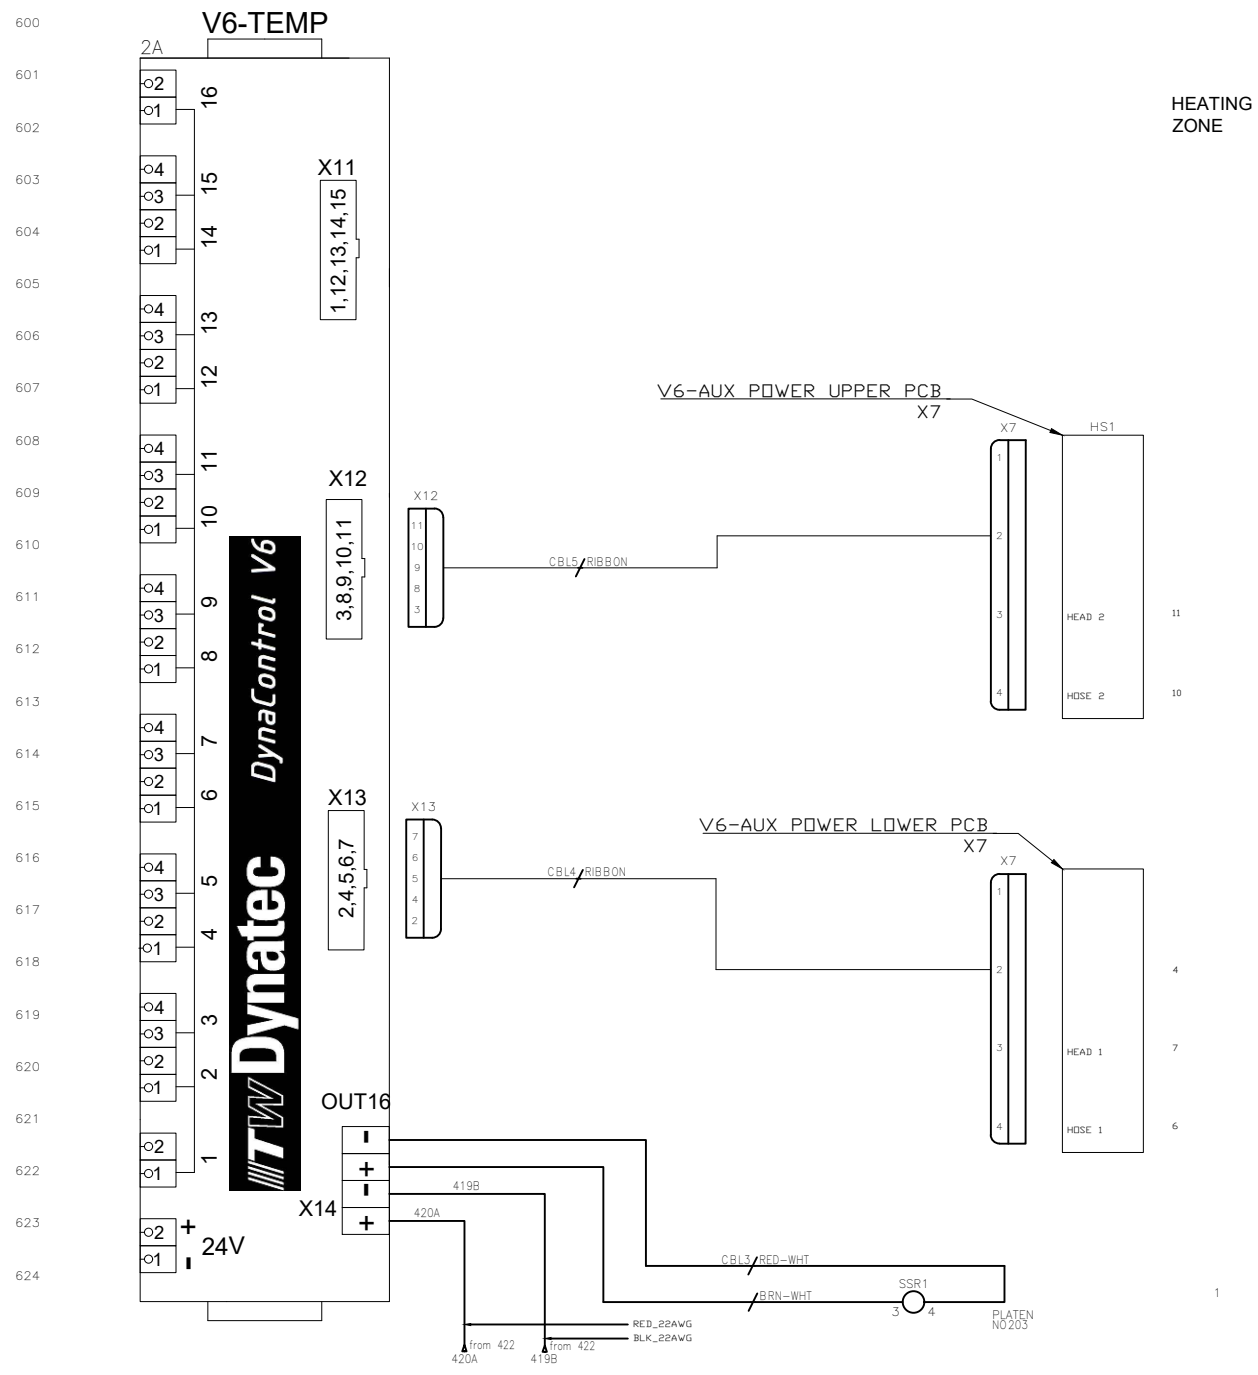 600
V6-TEMP
2A
601
2
1
16
HEATING
ZONE
602
X11
603
4
3
2
1
15
14
1,12,13,14,15
604
605
606
4
3
2
1
13
12
607
V6-AUX POWER UPPER PCB
X7
608
4
3
2
1
11
10
X12
3,8,9,10,11
X12
11
10
9
8
3
CBL5/RIBBON
X7
1
2
3
4
HS1
HEAD 2
HOSE 2
11
10
609
610
611
4
3
2
1
9
8
612
613
614
4
3
2
1
7
6
615
X13
2,4,5,6,7
X13
7
6
5
4
2
CBL4/RIBBON
V6-AUX POWER LOWER PCB
X7
X7
1
2
3
4
HEAD 1
HOSE 1
4
7
6
616
4
3
2
1
5
4
617
618
619
4
3
2
1
3
2
620
DynaControl V6
ITW Dynatec
621
OUT16
-
+
-
+
X14
2
1
1
622
419B
420A
623
2 +
1 -
24V
624
CBL3/RED-WHT
BRN-WHT
SSR1
3
4
PLATEN
NO203
1
RED_22AWG
BLK_22AWG
from 422
420A
from 422
419B